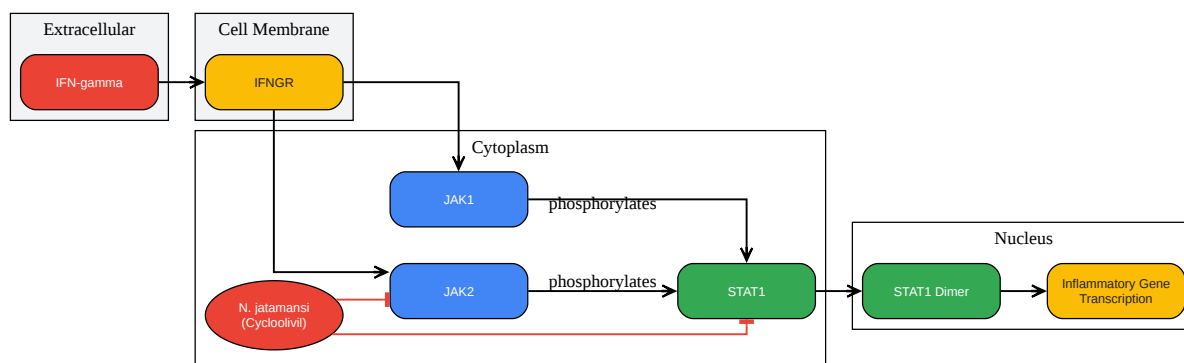 Extracellular
Cell Membrane
IFN-gamma
IFNGR
Cytoplasm
JAK1
phosphorylates
Nucleus
JAK2
phosphorylates
STAT1
STAT1 Dimer
Inflammatory Gene
Transcription
N. jatamansi
(Cycloolivil)